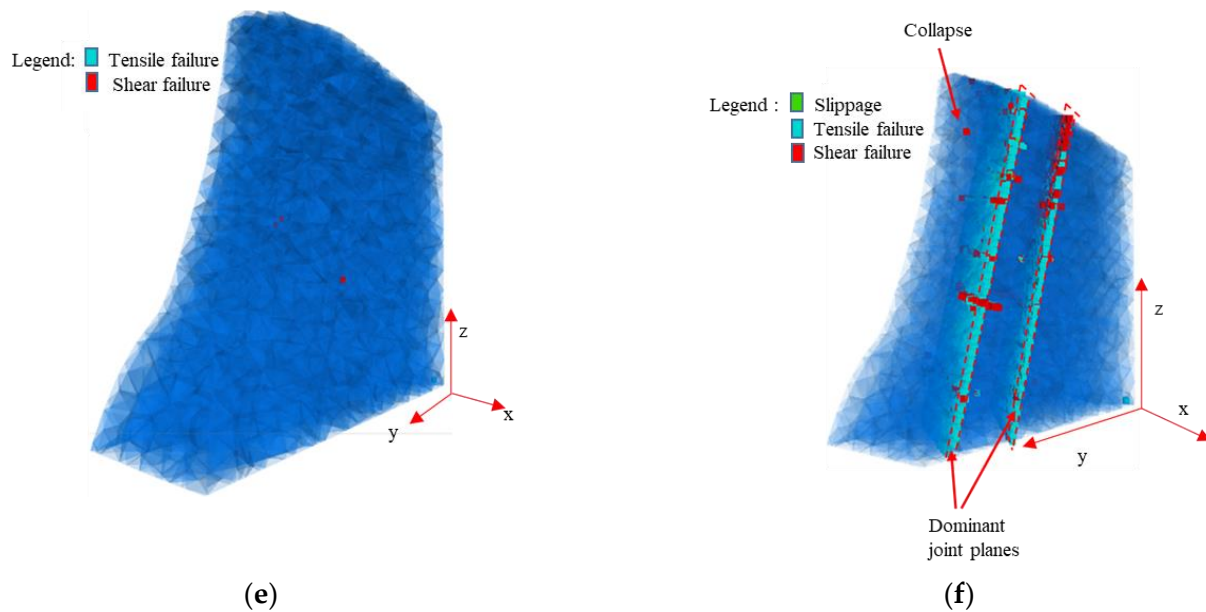 Legend: Tensile failure
Shear failure
z
x
y
(e)
Collapse
Legend : Slippage
Tensile failure
Shear failure
z
x
y
Dominant
joint planes
(f)